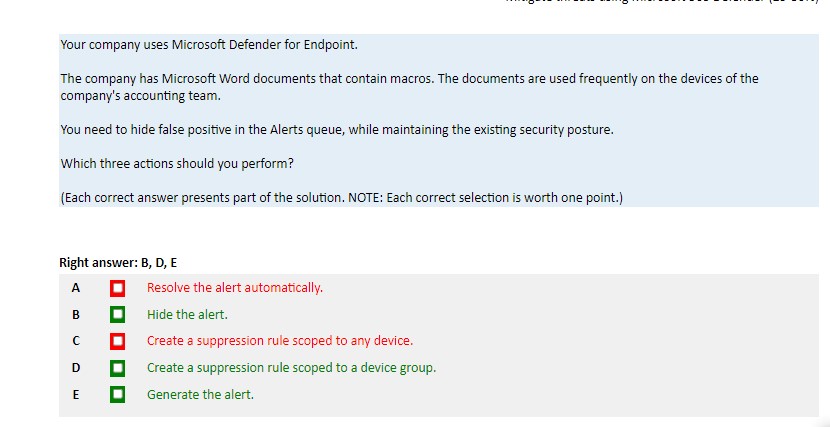 Your company uses Microsoft Defender for Endpoint.
The company has Microsoft Word documents that contain macros. The documents are used frequently on the devices of the
company's accounting team.
You need to hide false positive in the Alerts queue, while maintaining the existing security posture.
Which three actions should you perform?
(Each correct answer presents part of the solution. NOTE: Each correct selection is worth one point.)
Right answer: B, D, E
A Resolve the alert automatically.
B Hide the alert.
C Create a suppression rule scoped to any device.
D Create a suppression rule scoped to a device group.
E Generate the alert.